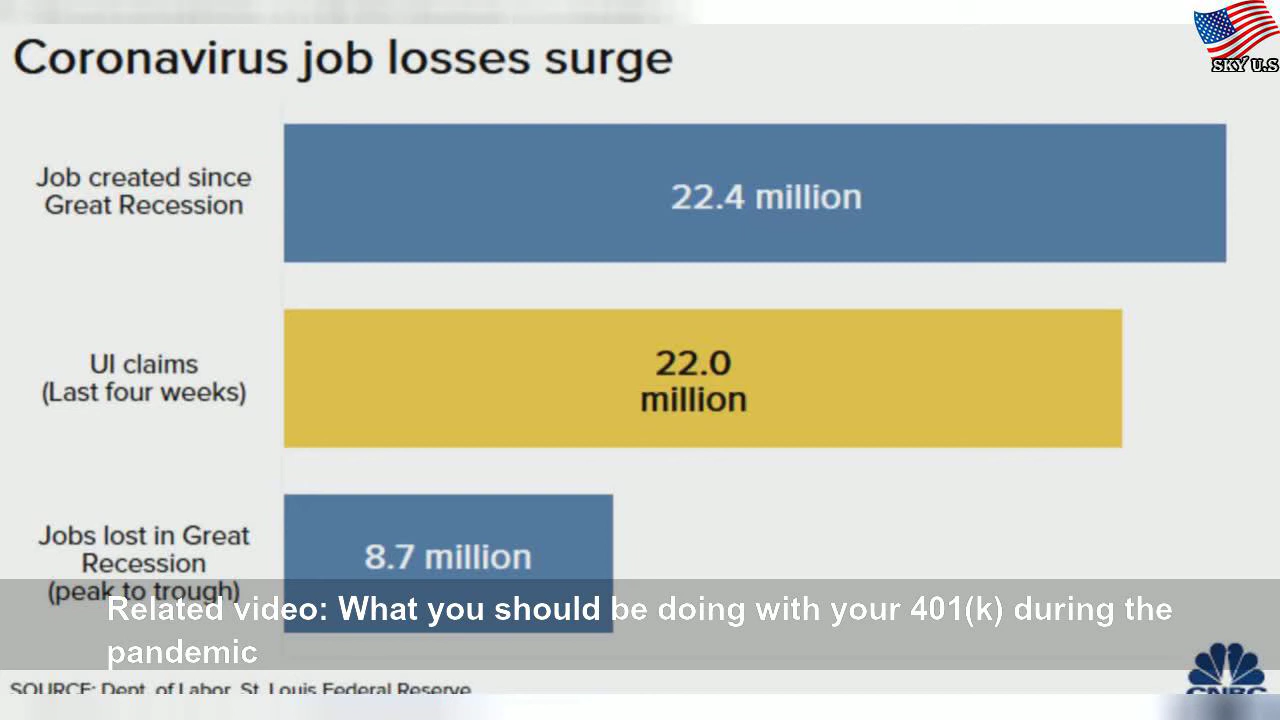 Coronavirus job losses surge
SKY U.S
Job created since
Great Recession
22.4 million
UI claims
(Last four weeks)
22.0
million
Jobs lost in Great
Recession
(peak to trough)
8.7 million
Related video: What you should be doing with your 401(k) during the
pandemic
SOURCE: Dept. of Labor, St. Louis Federal Reserve
CNBC